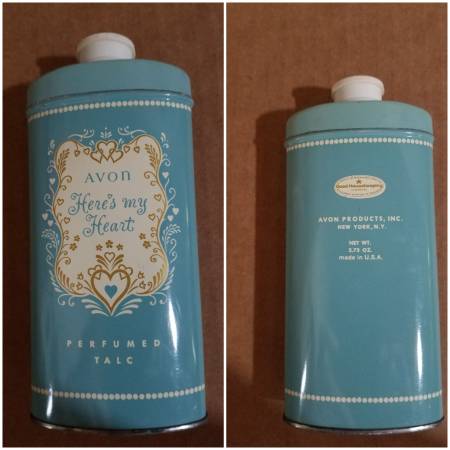 AVON
Here's my
Heart
PERFUMED
TALC
Good Housekeeping
AVON PRODUCTS, INC.
NEW YORK, N.Y.
NET WT.
2.75 OZ.
made in U.S.A.